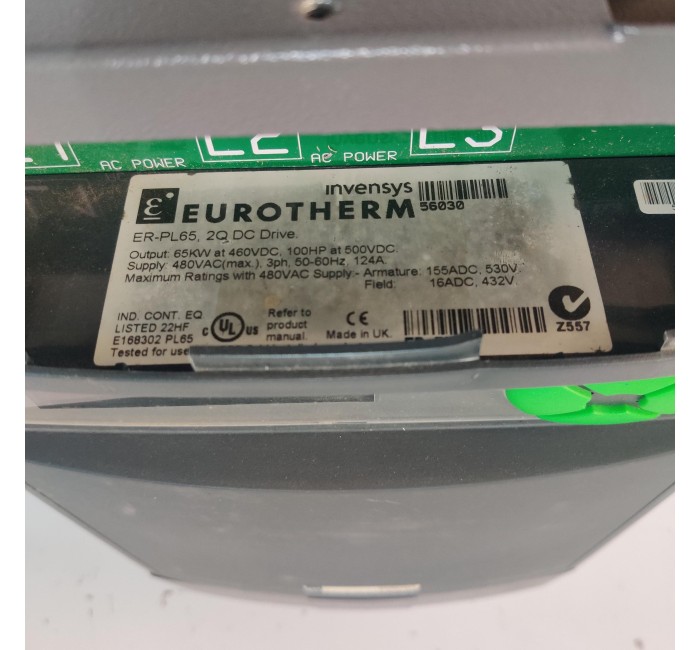 L2 L3
AC POWER AC POWER
invensys
EUROTHERM 56030
ER-PL65, 2Q DC Drive.
Output: 65KW at 460VDC, 100HP at 500VDC.
Supply: 480VAC(max.), 3ph, 50-60Hz, 124A.
Maximum Ratings with 480VAC Supply:- Armature: 155ADC, 530V.
Field: 16ADC, 432V.
IND. CONT. EQ.
LISTED 22HF
E168302 PL65
Tested for use
c UL us
Refer to
product
manual.
CE
Made in UK.
Z557